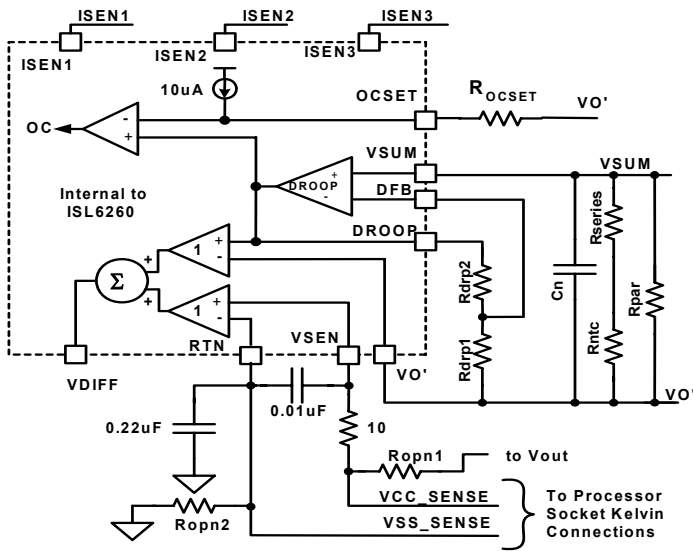 ISEN1
ISEN2
ISEN3
ISEN1
ISEN2
ISEN3
10uA
OCSET
ROCSET
VO'
OC
-
+
VSUM
VSUM
DROOP
+
-
DFB
Internal to
ISL6260
DROOP
Rseries
Cn
Rpar
Rdrp2
1
+
-
+
Σ
+
1
+
-
Rdrp1
Rntc
RTN
VSEN
VO'
VDIFF
VO'
0.01uF
0.22uF
10
Ropn1
to Vout
VCC_SENSE
VSS_SENSE
To Processor
Socket Kelvin
Connections
Ropn2